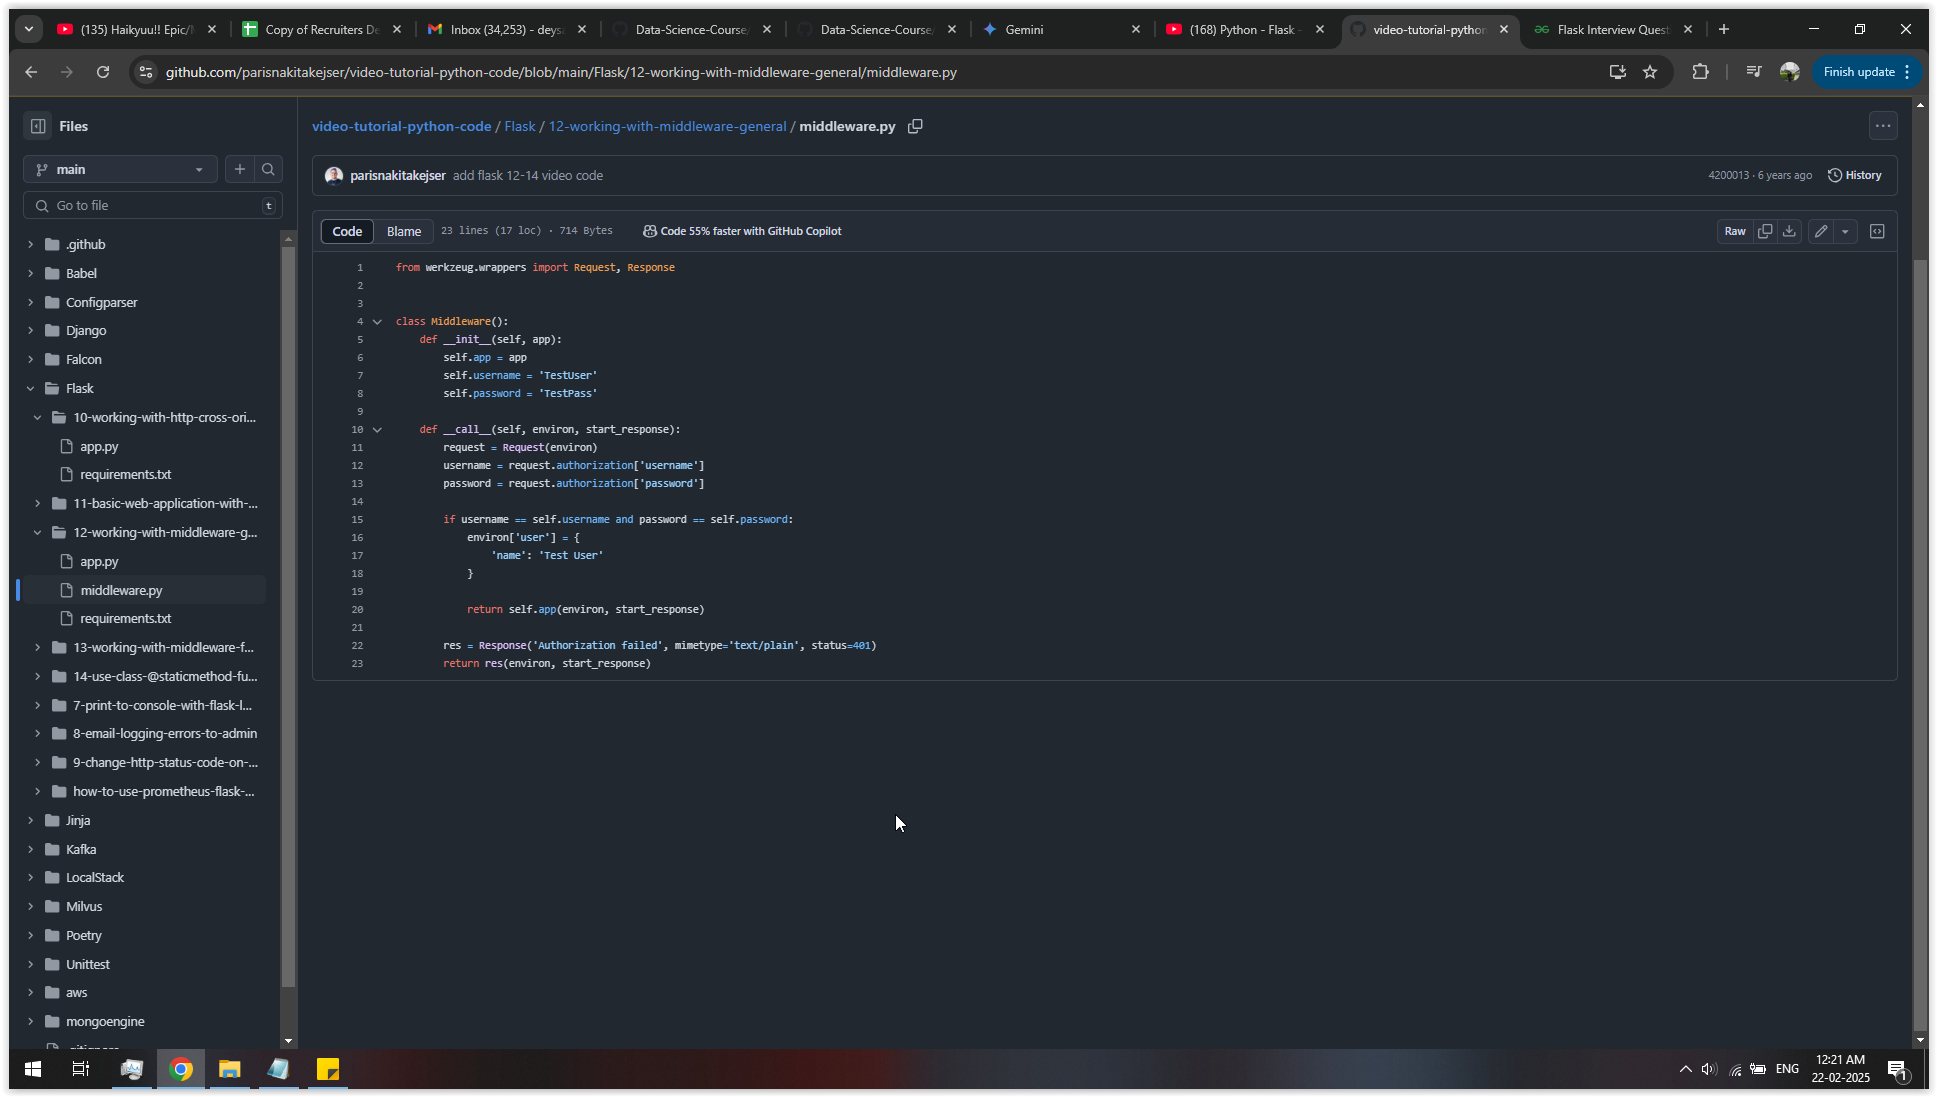 (135) Haikyuu!! Epic/
Copy of Recruiters De
Inbox (34,253) - deys
Data-Science-Course
Data-Science-Course
Gemini
(168) Python - Flask -
video-tutorial-python
Flask Interview Quest
github.com/parisnakitakejser/video-tutorial-python-code/blob/main/Flask/12-working-with-middleware-general/middleware.py
Finish update
Files
main
Go to file
t
.github
Babel
Configparser
Django
Falcon
Flask
10-working-with-http-cross-ori...
app.py
requirements.txt
11-basic-web-application-with-...
12-working-with-middleware-g...
app.py
middleware.py
requirements.txt
13-working-with-middleware-f...
14-use-class-@staticmethod-fu...
7-print-to-console-with-flask-l...
8-email-logging-errors-to-admin
9-change-http-status-code-on-...
how-to-use-prometheus-flask-...
Jinja
Kafka
LocalStack
Milvus
Poetry
Unittest
aws
mongoengine
video-tutorial-python-code / Flask / 12-working-with-middleware-general / middleware.py
parisnakitakejser add flask 12-14 video code
4200013 · 6 years ago
History
Code
Blame
23 lines (17 loc) · 714 Bytes
Code 55% faster with GitHub Copilot
Raw
1 from werkzeug.wrappers import Request, Response
2
3
4 class Middleware():
5 def __init__(self, app):
6 self.app = app
7 self.username = 'TestUser'
8 self.password = 'TestPass'
9
10 def __call__(self, environ, start_response):
11 request = Request(environ)
12 username = request.authorization['username']
13 password = request.authorization['password']
14
15 if username == self.username and password == self.password:
16 environ['user'] = {
17 'name': 'Test User'
18 }
19
20 return self.app(environ, start_response)
21
22 res = Response('Authorization failed', mimetype='text/plain', status=401)
23 return res(environ, start_response)
ENG
12:21 AM
22-02-2025
1